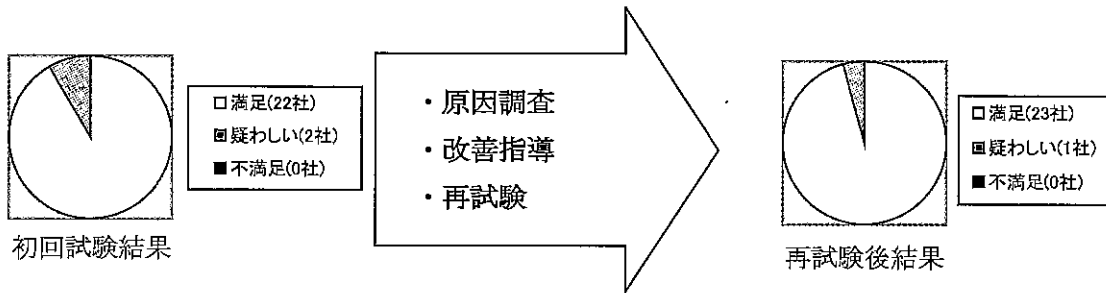 □満足(22社)
■疑わしい(2社)
■不満足(0社)
初回試験結果
・原因調査
・改善指導
・再試験
□満足(23社)
■疑わしい(1社)
■不満足(0社)
再試験後結果